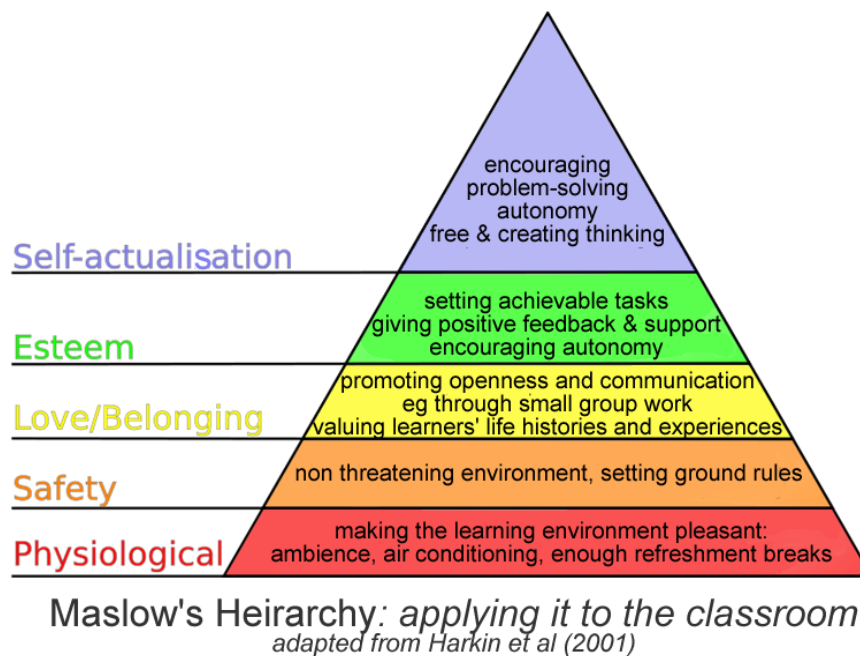 encouraging
problem-solving
autonomy
free & creating thinking
Self-actualisation
setting achievable tasks
giving positive feedback & support
encouraging autonomy
Esteem
promoting openness and communication
eg through small group work
valuing learners' life histories and experiences
Love/Belonging
non threatening environment, setting ground rules
Safety
making the learning environment pleasant:
ambience, air conditioning, enough refreshment breaks
Physiological
Maslow's Heirarchy: applying it to the classroom
adapted from Harkin et al (2001)